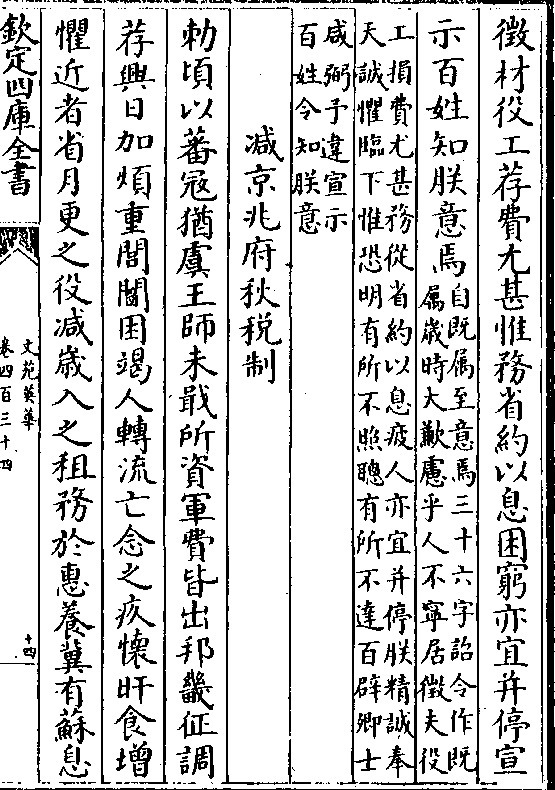 徵材役工荐費尤甚惟務省約以息困窮亦宜并停宣
示百姓知朕意焉自既屬至意焉三十六字詔令作既
屬歲時大歉慮乎人不寧居徵夫役
工損費尤甚務從省約以息疲人亦宜并停朕精誠奉
天誠懼臨下惟恐明有所不照聰有所不達百辟卿士
咸弼予違宣示
百姓令知朕意
减京兆府秋稅制
勅頃以蕃寇猶虞王師未戢所資軍費皆出邦畿征調
荐興日加煩重閭閻困竭人轉流亡念之疚懷旰食增
懼近者省月更之役减歲入之租務於惠養冀有蘇息
欽定四庫全書
文苑英華
卷四百三十四
十四